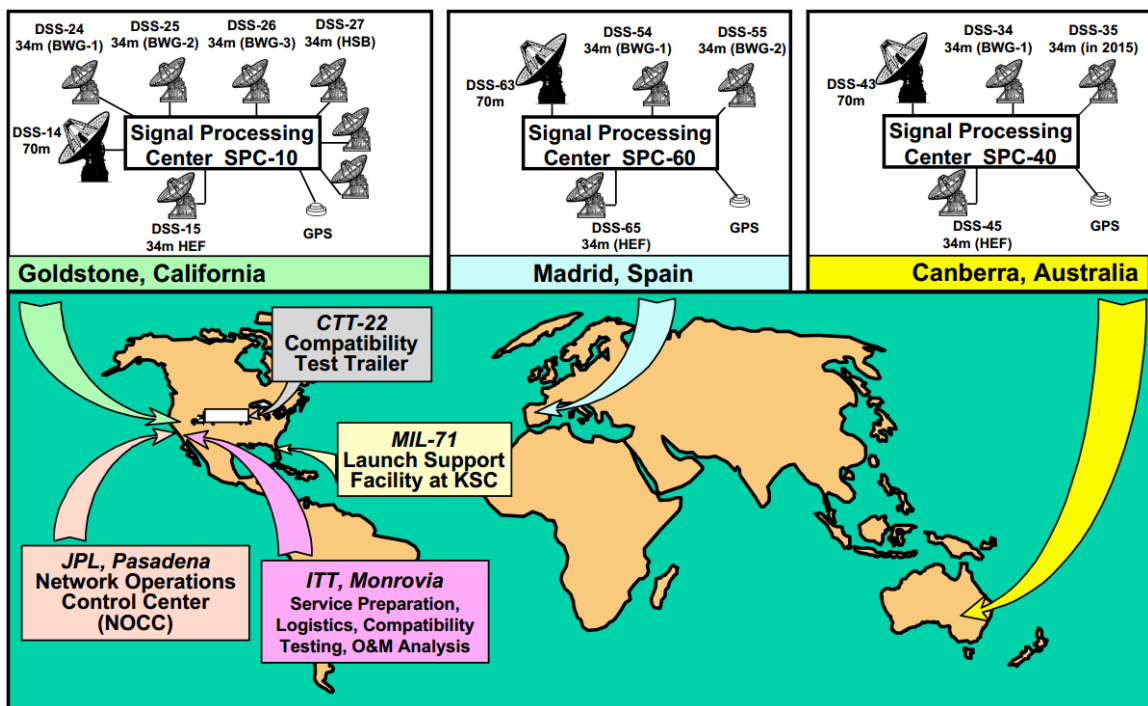 DSS-24
34m (BWG-1)
DSS-25
34m (BWG-2)
DSS-26
34m (BWG-3)
DSS-27
34m (HSB)
DSS-14
70m
Signal Processing
Center SPC-10
DSS-15
34m HEF
GPS
Goldstone, California
DSS-54
34m (BWG-1)
DSS-55
34m (BWG-2)
DSS-63
70m
Signal Processing
Center SPC-60
DSS-65
34m (HEF)
GPS
Madrid, Spain
DSS-34
34m (BWG-1)
DSS-35
34m (in 2015)
DSS-43
70m
Signal Processing
Center SPC-40
DSS-45
34m (HEF)
GPS
Canberra, Australia
CTT-22
Compatibility
Test Trailer
MIL-71
Launch Support
Facility at KSC
JPL, Pasadena
Network Operations
Control Center
(NOCC)
ITT, Monrovia
Service Preparation,
Logistics, Compatibility
Testing, O&M Analysis